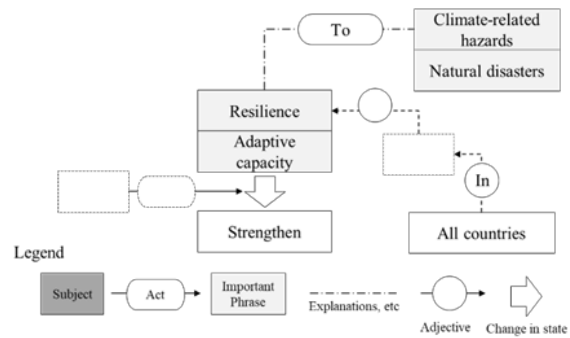 To
Climate-related
hazards
Natural disasters
Resilience
Adaptive
capacity
In
Strengthen
All countries
Legend
Subject
Act
Important
Phrase
Explanations, etc
Adjective
Change in state